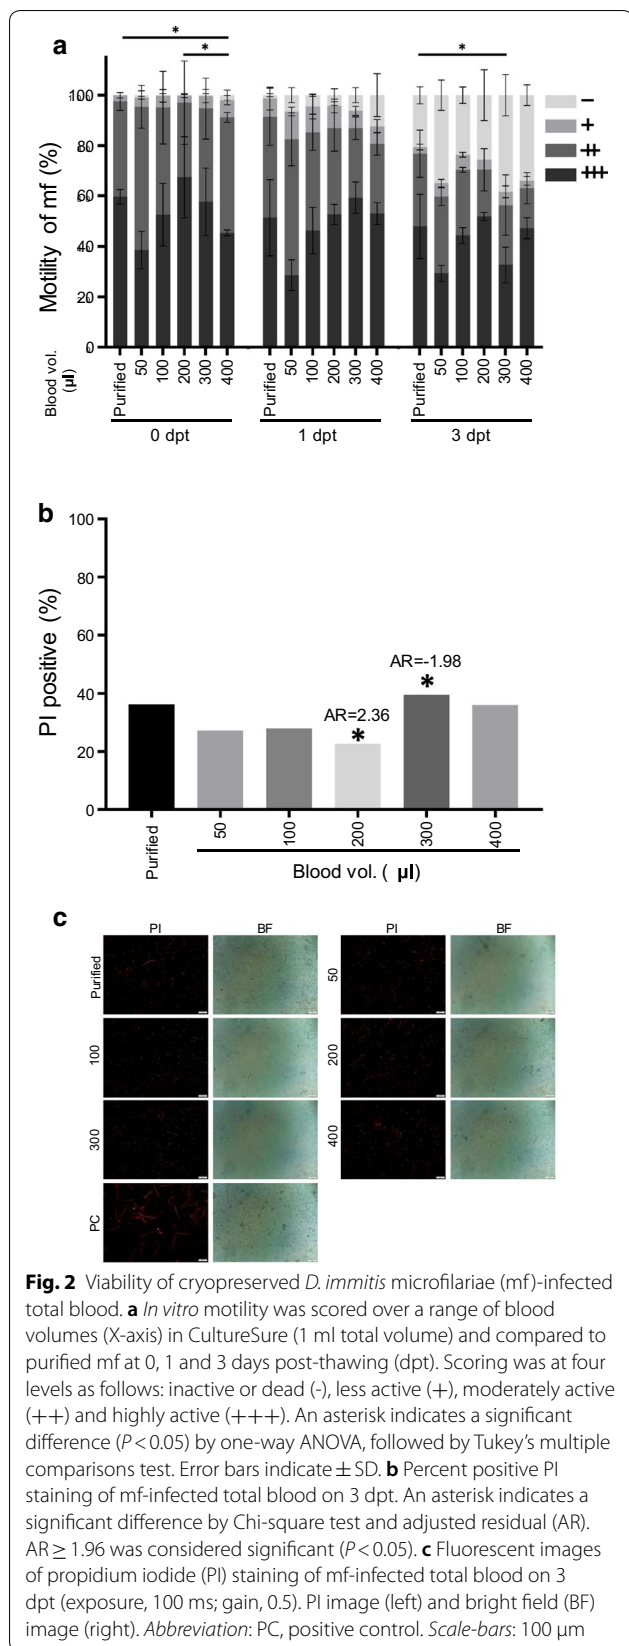 a
*
*
*
Motility of mf (%)
100
80
60
40
20
0
−
+
++
+++
Blood vol.
(µl)
Purified
50
100
200
300
400
Purified
50
100
200
300
400
Purified
50
100
200
300
400
0 dpt
1 dpt
3 dpt
b
PI positive (%)
100
80
60
40
20
0
AR=2.36
*
AR=-1.98
*
Purified
50
100
200
300
400
Blood vol. ( µl)
c
PI
BF
PI
BF
Purified
50
100
200
300
400
PC
Fig. 2 Viability of cryopreserved D. immitis microfilariae (mf)-infected
total blood. a In vitro motility was scored over a range of blood
volumes (X-axis) in CultureSure (1 ml total volume) and compared to
purified mf at 0, 1 and 3 days post-thawing (dpt). Scoring was at four
levels as follows: inactive or dead (-), less active (+), moderately active
(++) and highly active (+++). An asterisk indicates a significant
difference (P < 0.05) by one-way ANOVA, followed by Tukey’s multiple
comparisons test. Error bars indicate ± SD. b Percent positive PI
staining of mf-infected total blood on 3 dpt. An asterisk indicates a
significant difference by Chi-square test and adjusted residual (AR).
AR ≥ 1.96 was considered significant (P < 0.05). c Fluorescent images
of propidium iodide (PI) staining of mf-infected total blood on 3
dpt (exposure, 100 ms; gain, 0.5). PI image (left) and bright field (BF)
image (right). Abbreviation: PC, positive control. Scale-bars: 100 µm